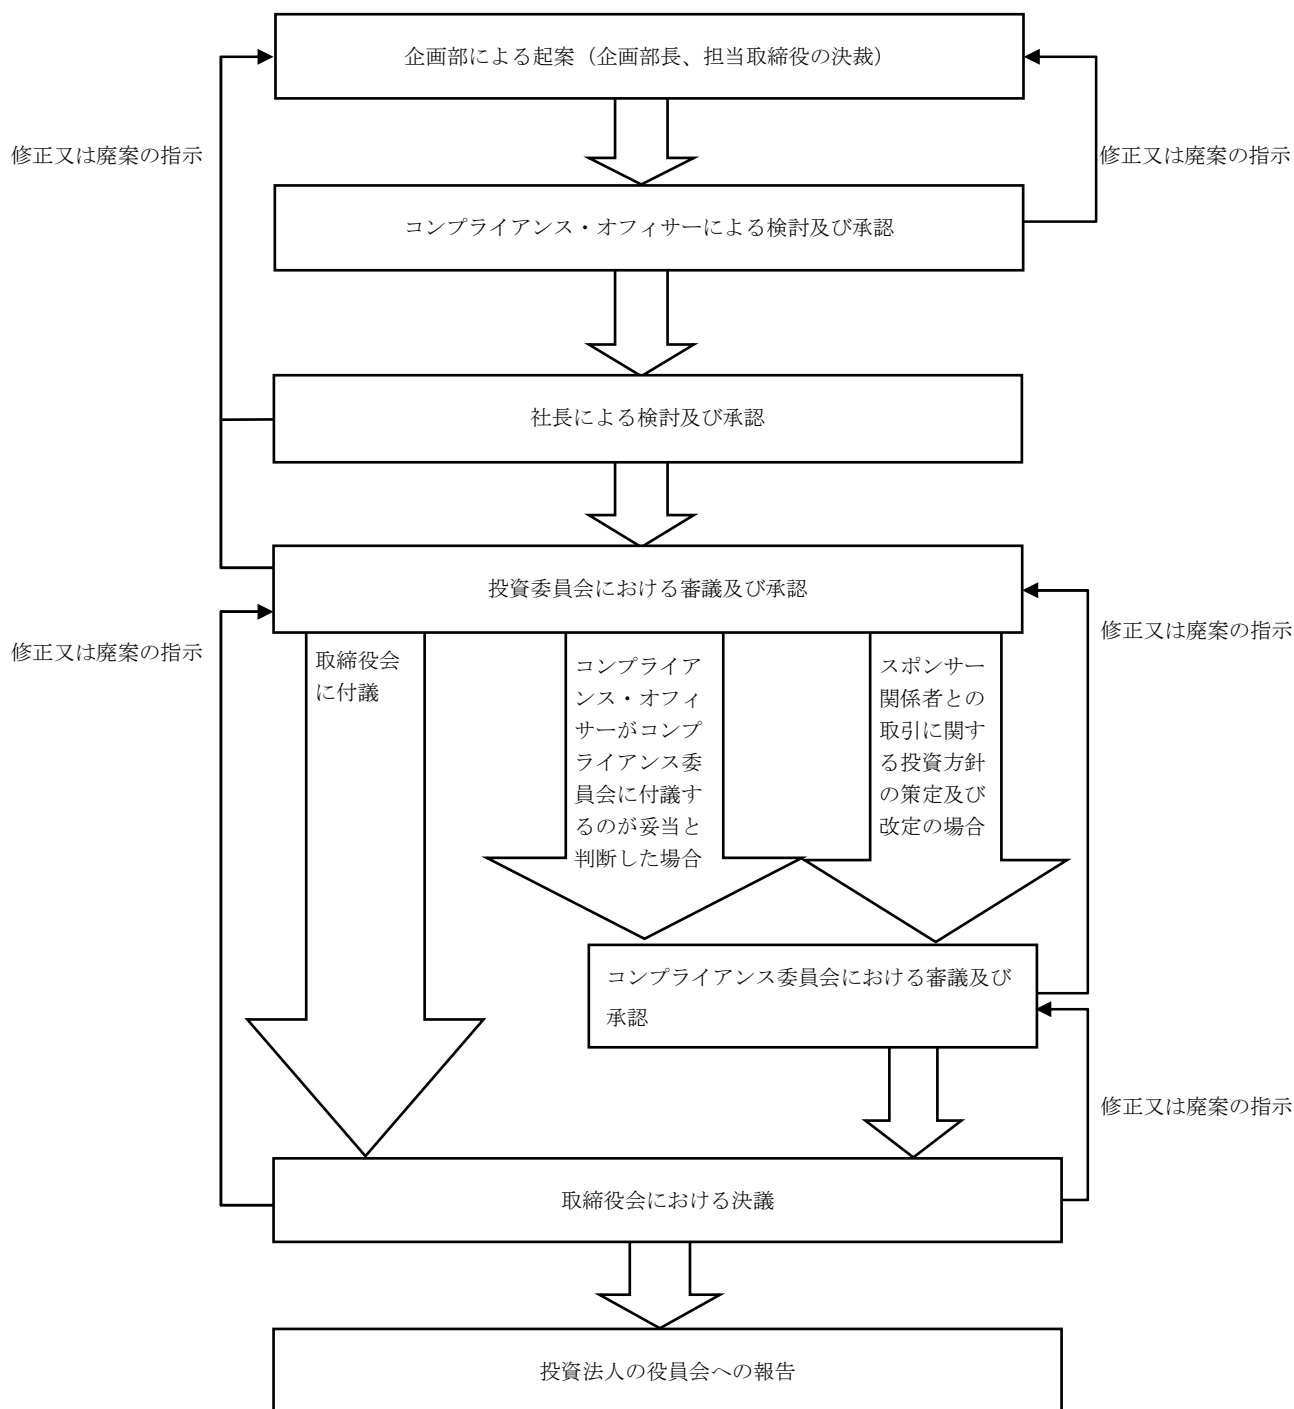 企画部による起案（企画部長、担当取締役の決裁）
修正又は廃案の指示
修正又は廃案の指示
コンプライアンス・オフィサーによる検討及び承認
社長による検討及び承認
投資委員会における審議及び承認
修正又は廃案の指示
修正又は廃案の指示
取締役会
に付議
コンプライア
ンス・オフィ
サーがコンプ
ライアンス委
員会に付議す
るのが妥当と
判断した場合
スポンサー
関係者との
取引に関す
る投資方針
の策定及び
改定の場合
コンプライアンス委員会における審議及び
承認
修正又は廃案の指示
取締役会における決議
投資法人の役員会への報告